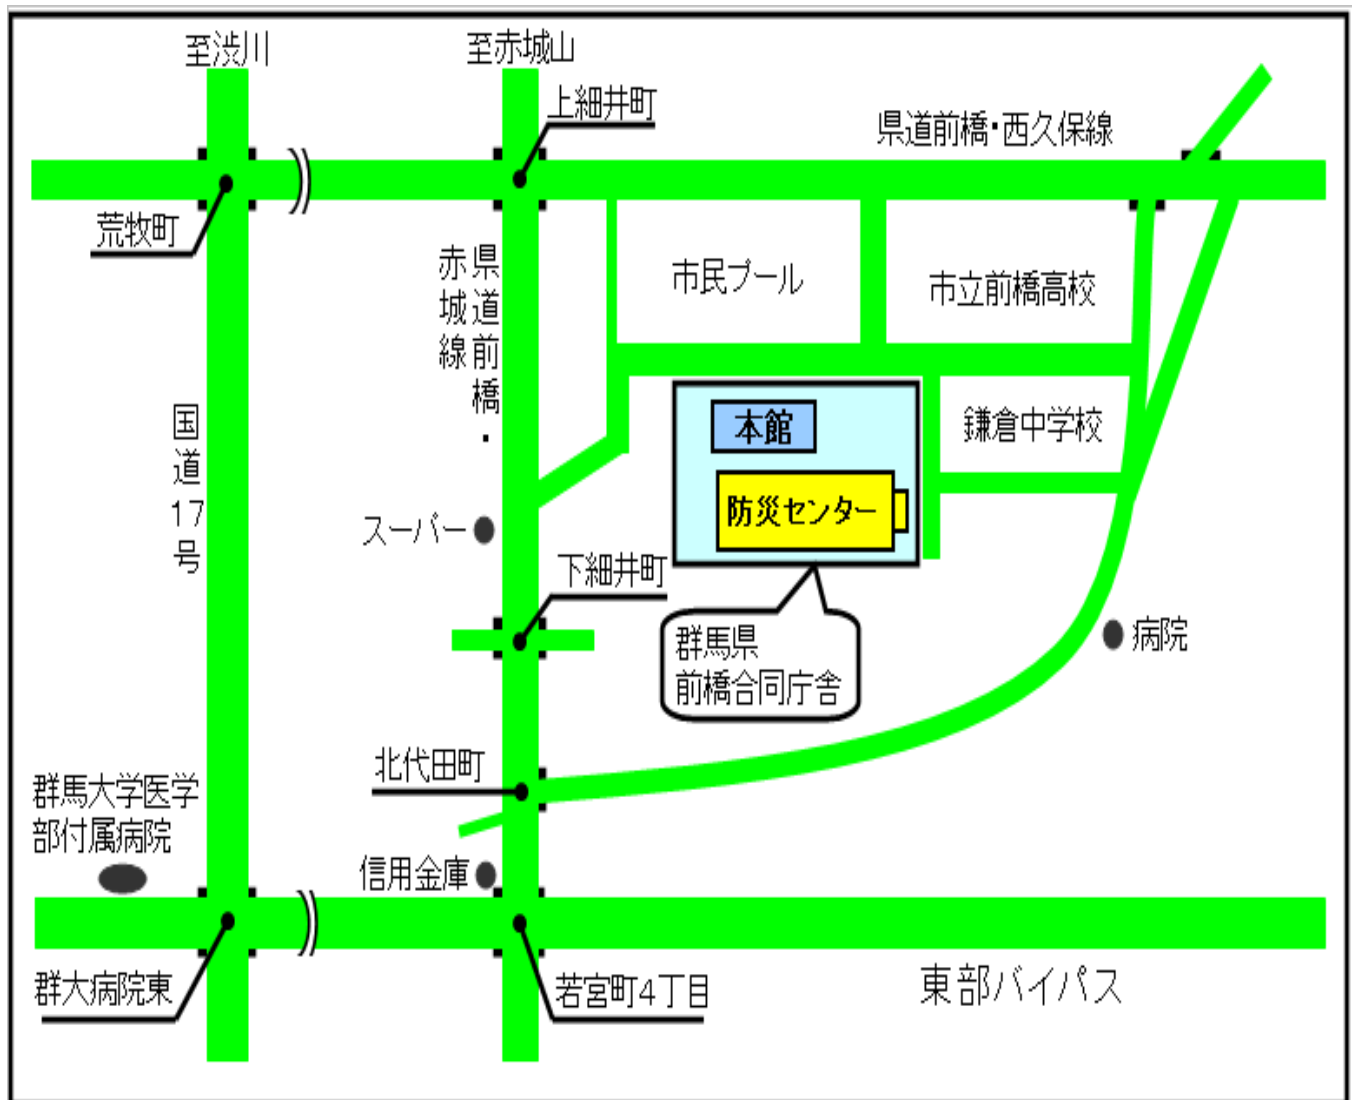 至渋川
至赤城山
上細井町
県道前橋・西久保線
荒牧町
県道前橋・
赤城線
市民プール
市立前橋高校
国道17号
本館
鎌倉中学校
防災センター
スーパー
下細井町
群馬県
前橋合同庁舎
病院
北代田町
群馬大学医学
部付属病院
信用金庫
群大病院東
若宮町4丁目
東部バイパス